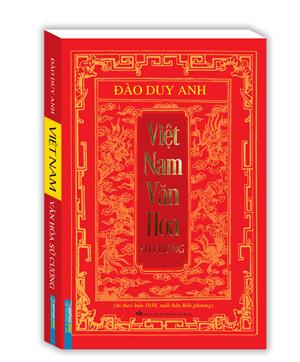 ĐÀO DUY ANH
Việt
Nam
Văn
Hóa
SỬ CƯƠNG
(In theo bản 1938, xuất bản Bốn phương)
ĐÀO DUY ANH
VIỆT NAM
VĂN HÓA SỬ CƯƠNG